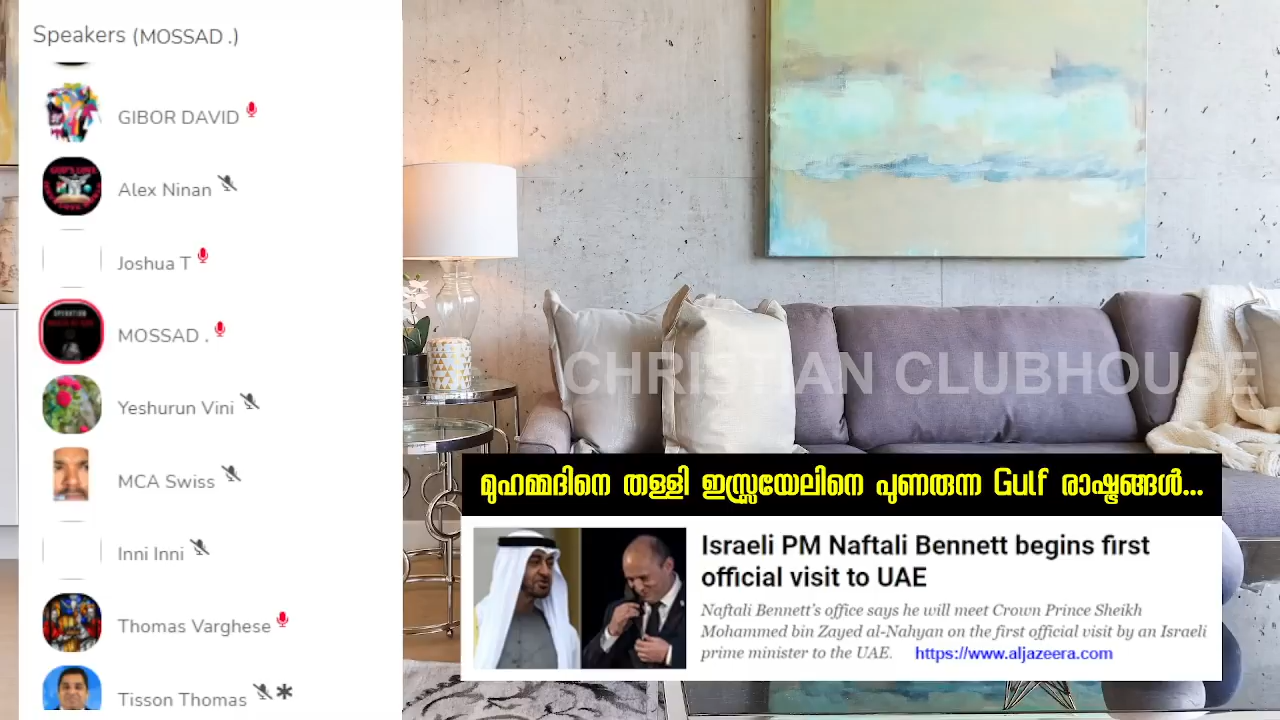 Speakers (MOSSAD .)
GIBOR DAVID
Alex Ninan
Joshua T
MOSSAD .
Yeshurun Vini
MCA Swiss
Inni Inni
Thomas Varghese
Tisson Thomas
CHRISTIAN CLUBHOUSE
മുഹമ്മദിനെ തള്ളി ഇസ്രയേലിനെ പുണരുന്ന Gulf രാഷ്ട്രങ്ങൾ...
Israeli PM Naftali Bennett begins first
official visit to UAE
Naftali Bennett's office says he will meet Crown Prince Sheikh
Mohammed bin Zayed al-Nahyan on the first official visit by an Israeli
prime minister to the UAE. https://www.aljazeera.com